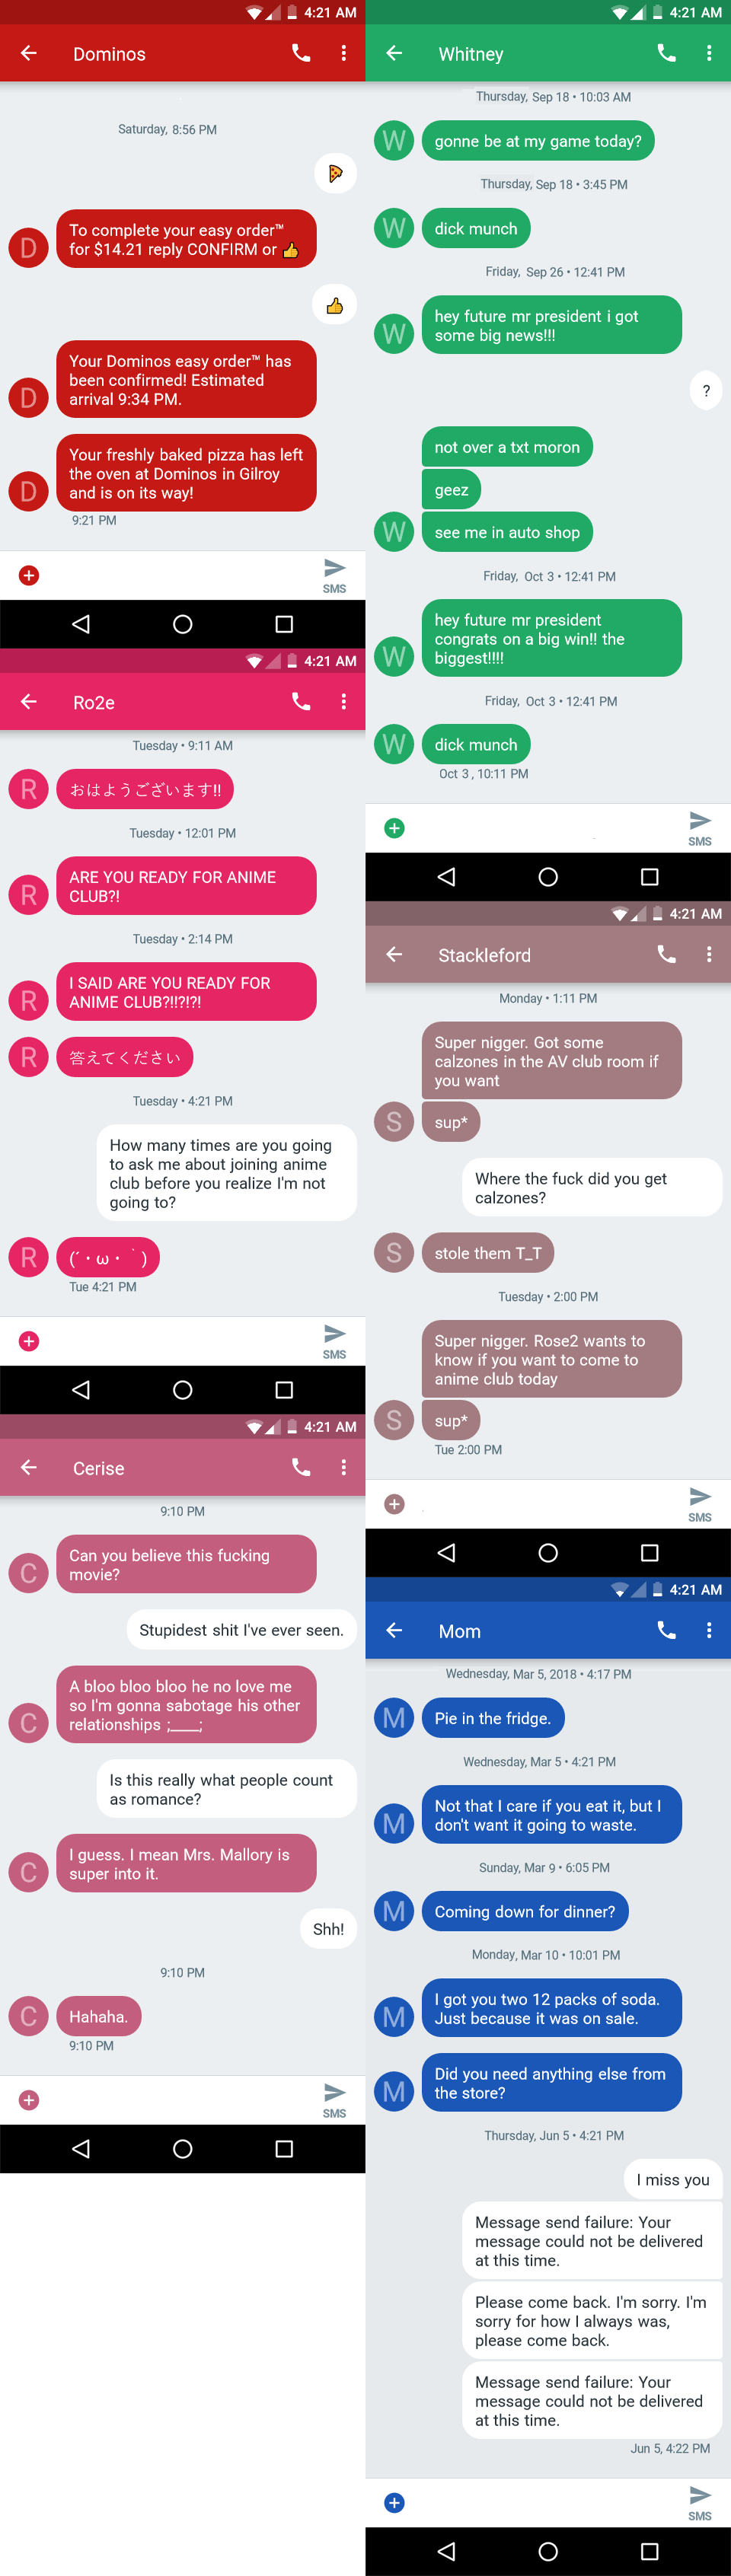 4:21 AM
Dominos
Saturday, 8:56 PM
🍕
D
To complete your easy order™
for $14.21 reply CONFIRM or 👍
👍
D
Your Dominos easy order™ has
been confirmed! Estimated
arrival 9:34 PM.
D
Your freshly baked pizza has left
the oven at Dominos in Gilroy
and is on its way!
9:21 PM
SMS
4:21 AM
Ro2e
Tuesday • 9:11 AM
R
おはようございます!!
Tuesday • 12:01 PM
R
ARE YOU READY FOR ANIME
CLUB?!
Tuesday • 2:14 PM
R
I SAID ARE YOU READY FOR
ANIME CLUB?!!?!?!
R
答えてください
Tuesday • 4:21 PM
How many times are you going
to ask me about joining anime
club before you realize I'm not
going to?
R
(´・ω・｀)
Tue 4:21 PM
SMS
4:21 AM
Cerise
9:10 PM
C
Can you believe this fucking
movie?
Stupidest shit I've ever seen.
C
A bloo bloo bloo he no love me
so I'm gonna sabotage his other
relationships ;____;
Is this really what people count
as romance?
C
I guess. I mean Mrs. Mallory is
super into it.
Shh!
9:10 PM
C
Hahaha.
9:10 PM
SMS
4:21 AM
Whitney
Thursday, Sep 18 • 10:03 AM
W
gonne be at my game today?
Thursday, Sep 18 • 3:45 PM
W
dick munch
Friday, Sep 26 • 12:41 PM
W
hey future mr president i got
some big news!!!
?
not over a txt moron
geez
W
see me in auto shop
Friday, Oct 3 • 12:41 PM
W
hey future mr president
congrats on a big win!! the
biggest!!!!
Friday, Oct 3 • 12:41 PM
W
dick munch
Oct 3 , 10:11 PM
SMS
4:21 AM
Stackleford
Monday • 1:11 PM
Super nigger. Got some
calzones in the AV club room if
you want
S
sup*
Where the fuck did you get
calzones?
S
stole them T_T
Tuesday • 2:00 PM
Super nigger. Rose2 wants to
know if you want to come to
anime club today
S
sup*
Tue 2:00 PM
SMS
4:21 AM
Mom
Wednesday, Mar 5, 2018 • 4:17 PM
M
Pie in the fridge.
Wednesday, Mar 5 • 4:21 PM
M
Not that I care if you eat it, but I
don't want it going to waste.
Sunday, Mar 9 • 6:05 PM
M
Coming down for dinner?
Monday, Mar 10 • 10:01 PM
M
I got you two 12 packs of soda.
Just because it was on sale.
M
Did you need anything else from
the store?
Thursday, Jun 5 • 4:21 PM
I miss you
Message send failure: Your
message could not be delivered
at this time.
Please come back. I'm sorry. I'm
sorry for how I always was,
please come back.
Message send failure: Your
message could not be delivered
at this time.
Jun 5, 4:22 PM
SMS